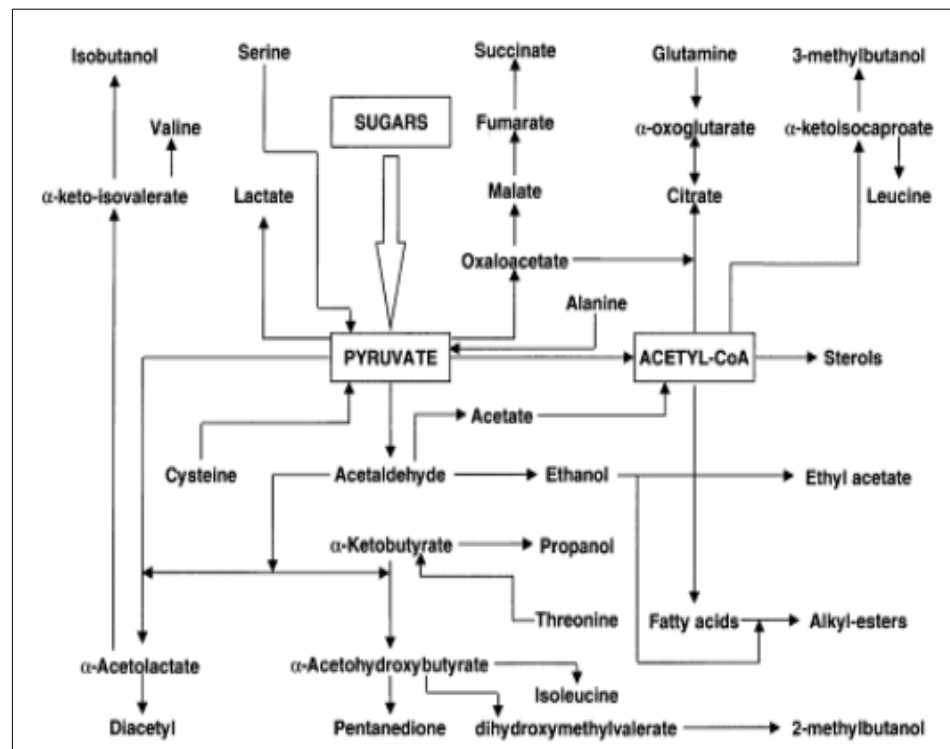 Isobutanol Serine Succinate Glutamine 3-methylbutanol
SUGARS
Valine Fumarate α-oxoglutarate α-ketoisocaproate
α-keto-isovalerate Lactate Malate Citrate Leucine
Oxaloacetate
Alanine
PYRUVATE ACETYL-CoA Sterols
Acetate
Cysteine Acetaldehyde Ethanol Ethyl acetate
α-Ketobutyrate Propanol
Threonine Fatty acids Alkyl-esters
α-Acetolactate α-Acetohydroxybutyrate
Isoleucine
Diacetyl Pentanedione dihydroxymethylvalerate 2-methylbutanol